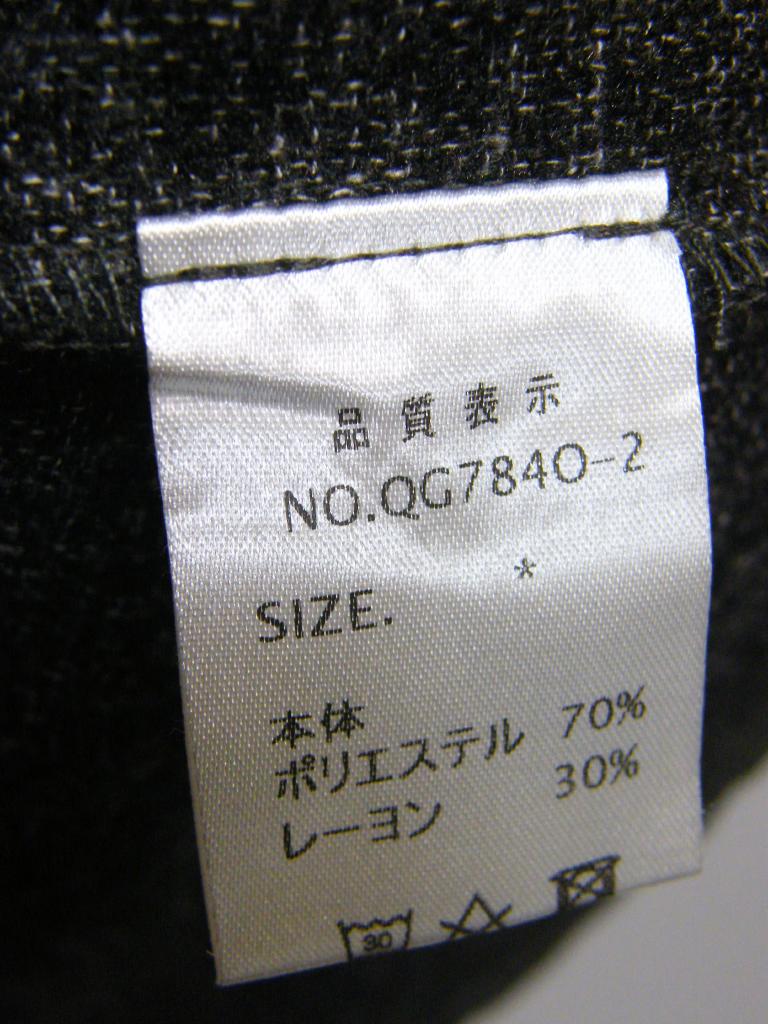 品質表示
NO.QG7840-2
SIZE. *
本体
ポリエステル 70%
レーヨン 30%
30